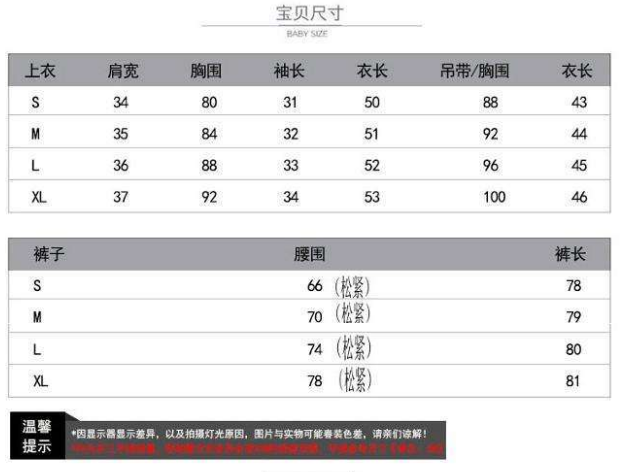 宝贝尺寸
BABY SIZE
上衣 肩宽 胸围 袖长 衣长 吊带/胸围 衣长
S 34 80 31 50 88 43
M 35 84 32 51 92 44
L 36 88 33 52 96 45
XL 37 92 34 53 100 46
裤子 腰围 裤长
S 66 (松紧) 78
M 70 (松紧) 79
L 74 (松紧) 80
XL 78 (松紧) 81
温馨
提示
*因显示器显示差异，以及拍摄灯光原因，图片与实物可能春装色差，请亲们谅解！